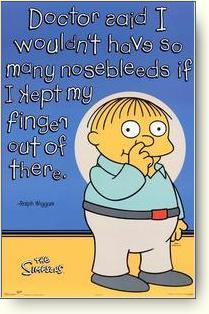 Doctor said I
wouldn't have so
many nosebleeds if
I kept my
finger
out of
there.
-Ralph Wiggum
THE
SIMPSONS